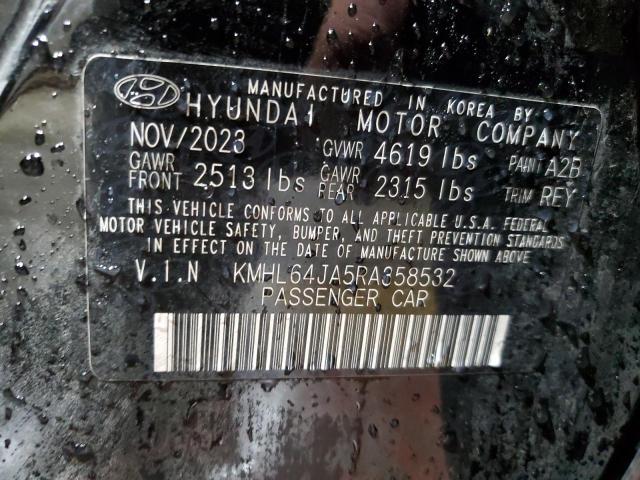 MANUFACTURED IN KOREA BY
HYUNDAI MOTOR COMPANY
NOV/2023 GVWR 4619 lbs PAINT A2B
GAWR FRONT 2513 lbs GAWR REAR 2315 lbs TRIM REY
THIS VEHICLE CONFORMS TO ALL APPLICABLE U.S.A. FEDERAL
MOTOR VEHICLE SAFETY, BUMPER, AND THEFT PREVENTION STANDARDS
IN EFFECT ON THE DATE OF MANUFACTURE SHOWN ABOVE.
V.I.N KMHL64JA5RA358532
PASSENGER CAR